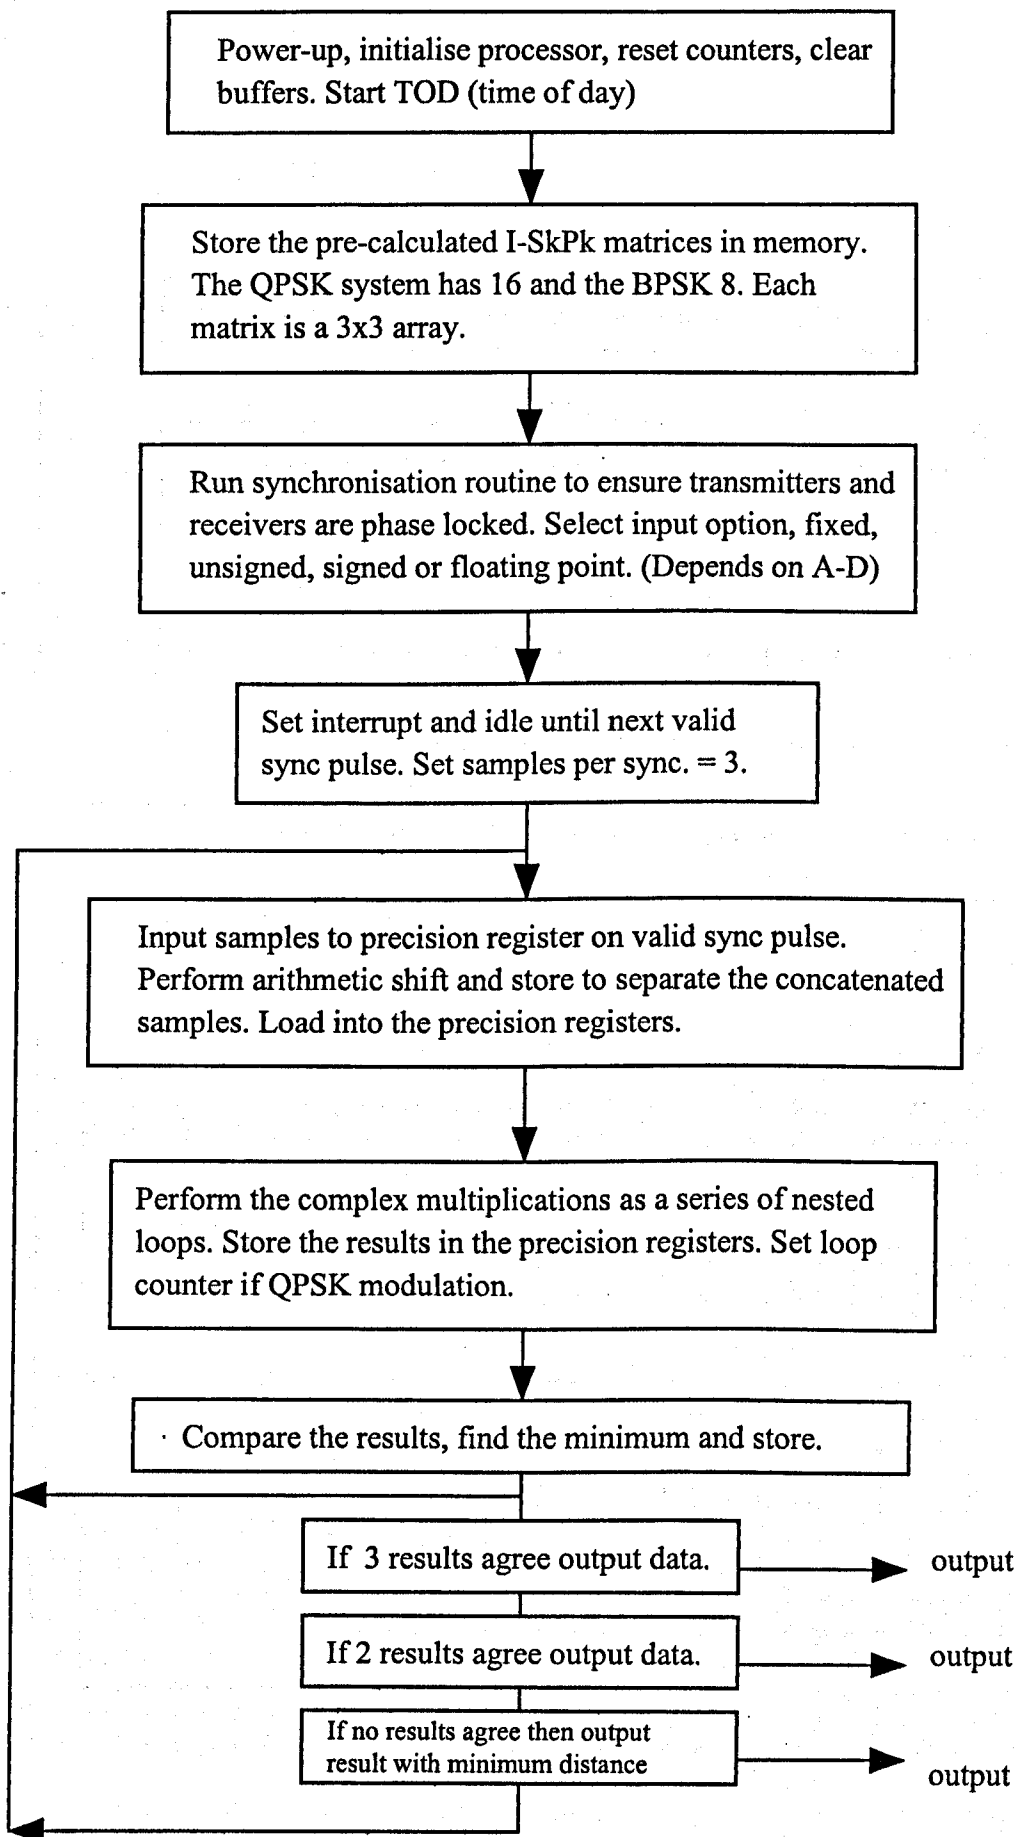 Power-up, initialise processor, reset counters, clear
buffers. Start TOD (time of day)
Store the pre-calculated I-SkPk matrices in memory.
The QPSK system has 16 and the BPSK 8. Each
matrix is a 3x3 array.
Run synchronisation routine to ensure transmitters and
receivers are phase locked. Select input option, fixed,
unsigned, signed or floating point. (Depends on A-D)
Set interrupt and idle until next valid
sync pulse. Set samples per sync. = 3.
Input samples to precision register on valid sync pulse.
Perform arithmetic shift and store to separate the concatenated
samples. Load into the precision registers.
Perform the complex multiplications as a series of nested
loops. Store the results in the precision registers. Set loop
counter if QPSK modulation.
Compare the results, find the minimum and store.
If 3 results agree output data.
output
If 2 results agree output data.
output
If no results agree then output
result with minimum distance
output